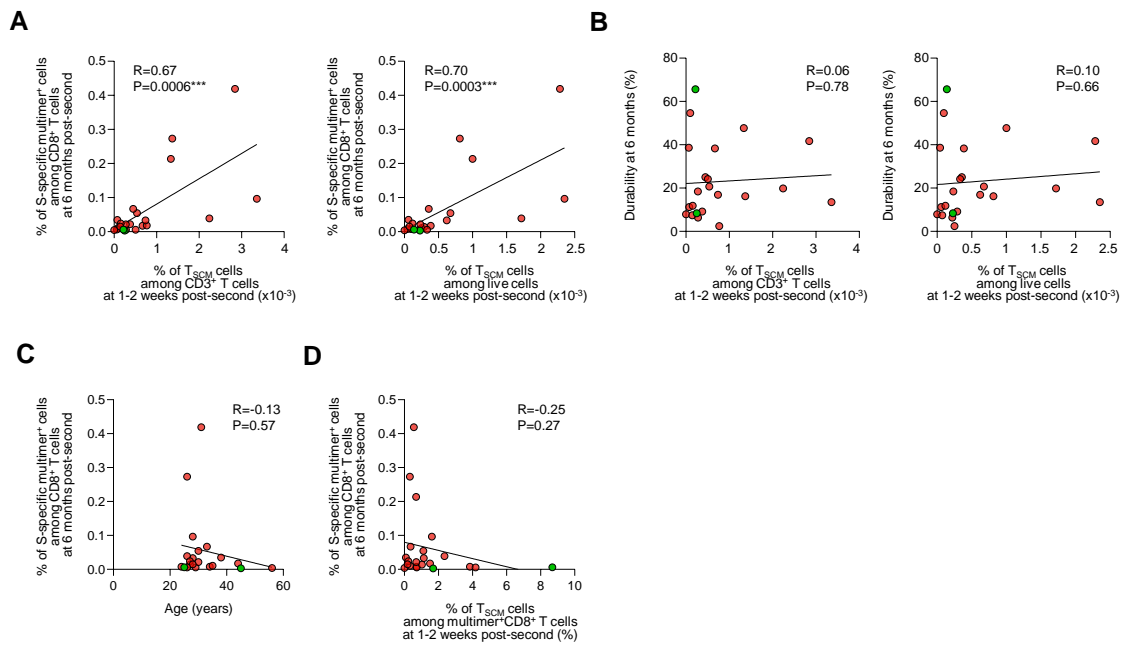 A
B
% of S-specific multimer⁺ cells
among CD8⁺ T cells
at 6 months post-second
0.5
0.4
0.3
0.2
0.1
0.0
R=0.67
P=0.0006***
0
1
2
3
4
% of T_SCM cells
among CD3⁺ T cells
at 1-2 weeks post-second (x10⁻³)
% of S-specific multimer⁺ cells
among CD8⁺ T cells
at 6 months post-second
0.5
0.4
0.3
0.2
0.1
0.0
R=0.70
P=0.0003***
0.0
0.5
1.0
1.5
2.0
2.5
% of T_SCM cells
among live cells
at 1-2 weeks post-second (x10⁻³)
Durability at 6 months (%)
80
60
40
20
0
R=0.06
P=0.78
0
1
2
3
4
% of T_SCM cells
among CD3⁺ T cells
at 1-2 weeks post-second (x10⁻³)
Durability at 6 months (%)
80
60
40
20
0
R=0.10
P=0.66
0.0
0.5
1.0
1.5
2.0
2.5
% of T_SCM cells
among live cells
at 1-2 weeks post-second (x10⁻³)
C
D
% of S-specific multimer⁺ cells
among CD8⁺ T cells
at 6 months post-second
0.5
0.4
0.3
0.2
0.1
0.0
R=-0.13
P=0.57
0
20
40
60
Age (years)
% of S-specific multimer⁺ cells
among CD8⁺ T cells
at 6 months post-second
0.5
0.4
0.3
0.2
0.1
0.0
R=-0.25
P=0.27
0
2
4
6
8
10
% of T_SCM cells
among multimer⁺CD8⁺ T cells
at 1-2 weeks post-second (%)